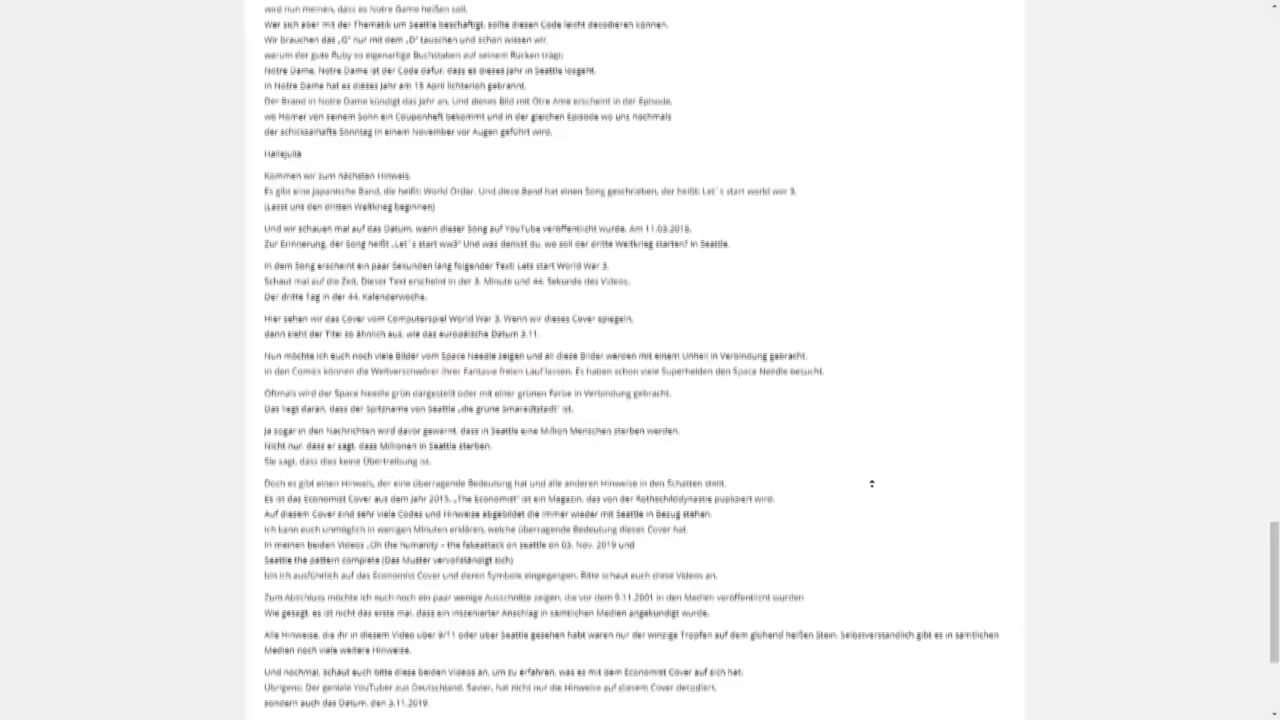 wird nun meinen, dass es Notre Game heißen soll.
Wer sich aber mit der Thematik um Seattle beschäftigt, sollte diesen Code leicht decodieren können.
Wir brauchen das „G“ nur mit dem „D“ tauschen und schon wissen wir,
warum der gute Ruby so eigenartige Buchstaben auf seinem Rücken trägt:
Notre Dame. Notre Dame ist der Code dafür, dass es dieses Jahr in Seattle losgeht.
In Notre Dame hat es dieses Jahr am 15 April lichterloh gebrannt.
Der Brand in Notre Dame kündigt das Jahr an. Und dieses Bild mit Otre Ame erscheint in der Episode,
wo Homer von seinem Sohn ein Couponheft bekommt und in der gleichen Episode wo uns nochmals
der schicksalhafte Sonntag in einem November vor Augen geführt wird.
Hallejulia
Kommen wir zum nächsten Hinweis.
Es gibt eine japanische Band, die heißt: World Order. Und diese Band hat einen Song geschrieben, der heißt: Let´s start world war 3.
(Lasst uns den dritten Weltkrieg beginnen)
Und wir schauen mal auf das Datum, wann dieser Song auf YouTube veröffentlicht wurde. Am 11.03.2018.
Zur Erinnerung, der Song heißt „Let´s start ww3“ Und was denkst du, wo soll der dritte Weltkrieg starten? In Seattle.
In dem Song erscheint ein paar Sekunden lang folgender Text: Lets start World War 3.
Schaut mal auf die Zeit. Dieser Text erscheint in der 3. Minute und 44. Sekunde des Videos.
Der dritte Tag in der 44. Kalenderwoche.
Hier sehen wir das Cover vom Computerspiel World War 3. Wenn wir dieses Cover spiegeln,
dann sieht der Titel so ähnlich aus, wie das europäische Datum 3.11.
Nun möchte ich euch noch viele Bilder vom Space Needle zeigen und all diese Bilder werden mit einem Unheil in Verbindung gebracht.
In den Comics können die Weltverschwörer ihrer Fantasie freien Lauf lassen. Es haben schon viele Superhelden den Space Needle besucht.
Oftmals wird der Space Needle grün dargestellt oder mit einer grünen Farbe in Verbindung gebracht.
Das liegt daran, dass der Spitzname von Seattle „die grüne Smaradtstadt“ ist.
Ja sogar in den Nachrichten wird davor gewarnt, dass in Seattle eine Million Menschen sterben werden.
Nicht nur, dass er sagt, dass Millionen in Seattle sterben.
Sie sagt, dass dies keine Übertreibung ist.
Doch es gibt einen Hinweis, der eine überragende Bedeutung hat und alle anderen Hinweise in den Schatten stellt.
Es ist das Economist Cover aus dem Jahr 2015. „The Economist“ ist ein Magazin, das von der Rothschilddynastie pupliziert wird.
Auf diesem Cover sind sehr viele Codes und Hinweise abgebildet die immer wieder mit Seattle in Bezug stehen.
Ich kann euch unmöglich in wenigen Minuten erklären, welche überragende Bedeutung dieses Cover hat.
In meinen beiden Videos „Oh the humanity – the fakeattack on seattle on 03. Nov. 2019 und
Seattle the pattern complete (Das Muster vervollständigt sich)
bin ich ausführlich auf das Economist Cover und deren Symbole eingegangen. Bitte schaut euch diese Videos an.
Zum Abschluss möchte ich euch noch ein paar wenige Ausschnitte zeigen, die vor dem 9.11.2001 in den Medien veröffentlicht wurden
Wie gesagt, es ist nicht das erste mal, dass ein inszenierter Anschlag in sämtlichen Medien angekündigt wurde.
Alle Hinweise, die ihr in diesem Video über 9/11 oder über Seattle gesehen habt waren nur der winzige Tropfen auf dem glühend heißen Stein. Selbstverständlich gibt es in sämtlichen
Medien noch viele weitere Hinweise.
Und nochmal, schaut euch bitte diese beiden Videos an, um zu erfahren, was es mit dem Economist Cover auf sich hat.
Übrigens: Der geniale YouTuber aus Deutschland, Savier, hat nicht nur die Hinweise auf diesem Cover decodiert,
sondern auch das Datum, den 3.11.2019.